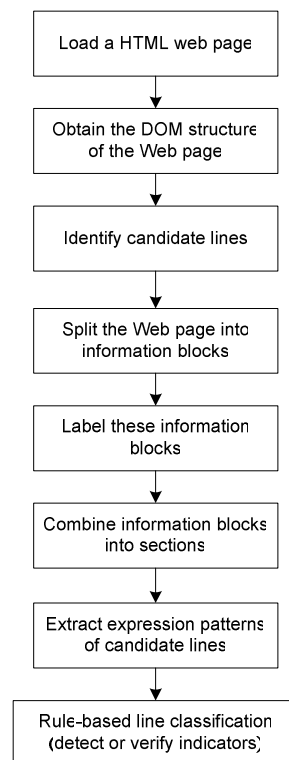 Load a HTML web page
Obtain the DOM structure
of the Web page
Identify candidate lines
Split the Web page into
information blocks
Label these information
blocks
Combine information blocks
into sections
Extract expression patterns
of candidate lines
Rule-based line classification
(detect or verify indicators)